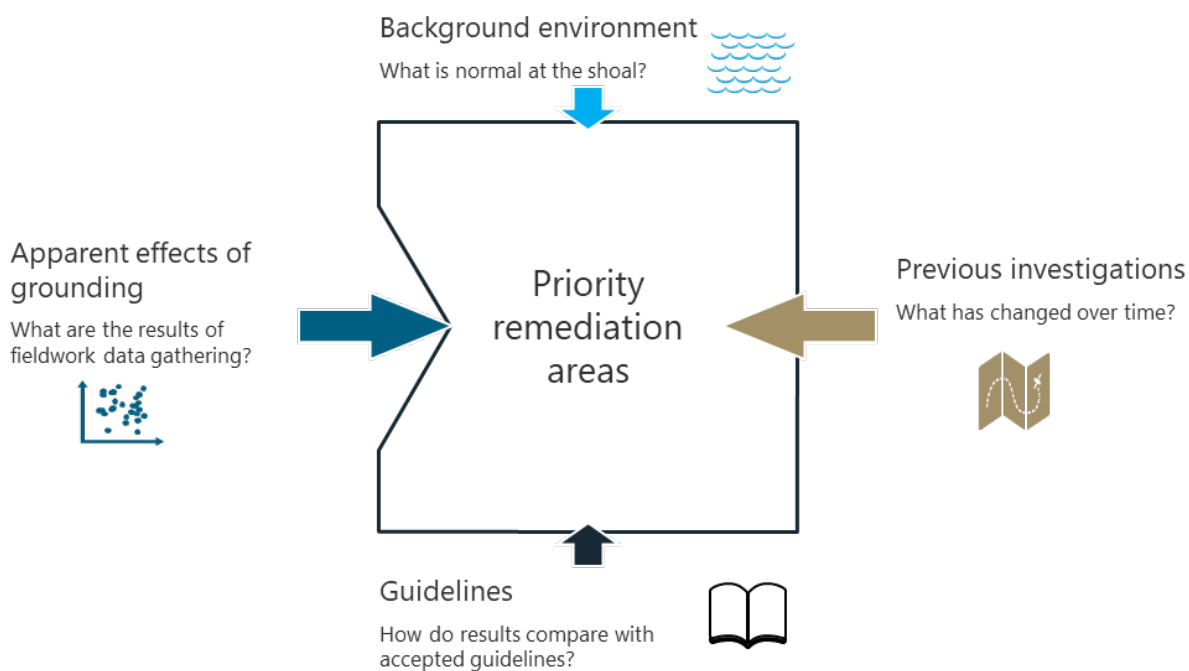 Background environment
What is normal at the shoal?
Apparent effects of
grounding
What are the results of
fieldwork data gathering?
Priority
remediation
areas
Previous investigations
What has changed over time?
Guidelines
How do results compare with
accepted guidelines?